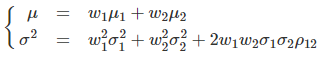 μ = w₁μ₁ + w₂μ₂
σ² = w₁²σ₁² + w₂²σ₂² + 2w₁w₂σ₁σ₂ρ₁₂